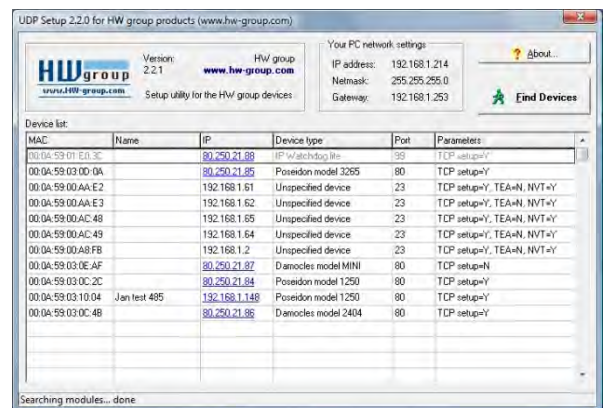 UDP Setup 2.2.0 for HW group products (www.hw-group.com)
HW group
www.HW-group.com
Version: HW group
2.2.1 www.hw-group.com
Setup utility for the HW group devices
Your PC network settings
IP address: 192.168.1.214
Netmask: 255.255.255.0
Gateway: 192.168.1.253
? About...
Find Devices
Device list:
MAC Name IP Device type Port Parameters
00:0A:59:01:E0:3C 80.250.21.88 IP Watchdog lite 99 TCP setup=Y
00:0A:59:03:0D:0A 80.250.21.85 Poseidon model 3265 80 TCP setup=Y
00:0A:59:00:AA:E2 192.168.1.61 Unspecified device 23 TCP setup=Y, TEA=N, NVT=Y
00:0A:59:00:AA:E3 192.168.1.62 Unspecified device 23 TCP setup=Y, TEA=N, NVT=Y
00:0A:59:00:AC:48 192.168.1.65 Unspecified device 23 TCP setup=Y, TEA=N, NVT=Y
00:0A:59:00:AC:49 192.168.1.64 Unspecified device 23 TCP setup=Y, TEA=N, NVT=Y
00:0A:59:00:A8:FB 192.168.1.2 Unspecified device 23 TCP setup=Y, TEA=N, NVT=Y
00:0A:59:03:0E:AF 80.250.21.87 Damocles model MINI 80 TCP setup=N
00:0A:59:03:0C:2C 80.250.21.84 Poseidon model 1250 80 TCP setup=Y
00:0A:59:03:10:04 Jan test 485 192.168.1.148 Poseidon model 1250 80 TCP setup=Y
00:0A:59:03:0C:4B 80.250.21.86 Damocles model 2404 80 TCP setup=Y
Searching modules... done